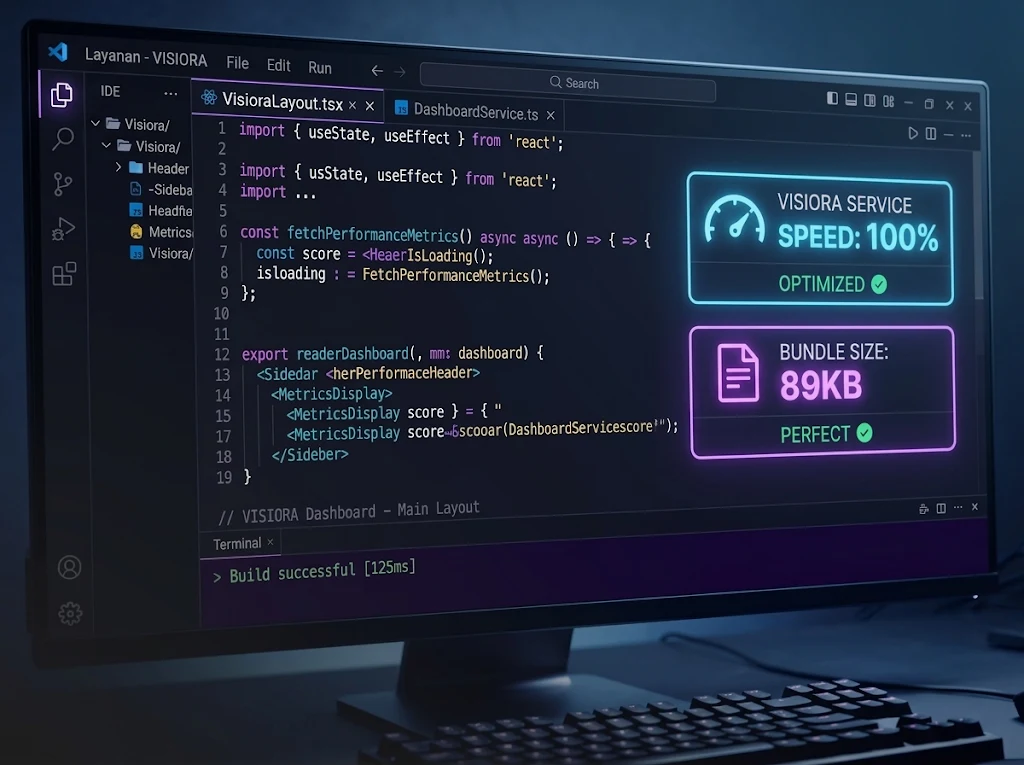 Layanan - VISIORA File Edit Run
Search
IDE ...
Visiora/
Visiora/
Header
-Sideba
Headfıe
Metrics
Visiora/
VisioraLayout.tsx × ×
DashboardService.ts ×
1 import { useState, useEffect } from 'react';
2
3 import { usState, useEffect } from 'react';
4 import ...
5
6 const fetchPerformanceMetrics() async async () => { => {
7 const score = <HeaerIsLoading();
8 isloading : = FetchPerformanceMetrics();
9 };
10
11
12 export readerDashboard(, mm: dashboard) {
13 <Sidedar <herPerformaceHeader>
14 <MetricsDisplay>
15 <MetricsDisplay score } = { "
17 <MetricsDisplay (DashboardServicescore
18 </Sideber>
19 }
// VISIORA Dashboard – Main Layout
VISIORA SERVICE
SPEED: 100%
OPTIMIZED
BUNDLE SIZE:
89KB
PERFECT
Terminal ×
> Build successful [125ms]